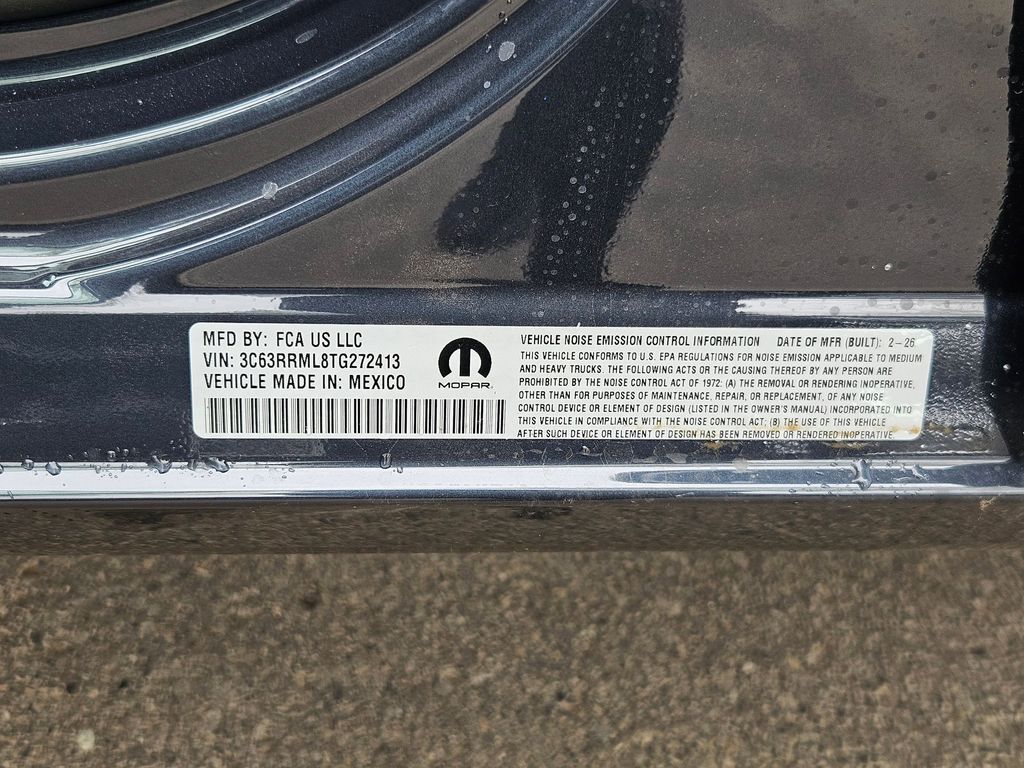 MFD BY: FCA US LLC
VIN: 3C63RRML8TG272413
VEHICLE MADE IN: MEXICO
MOPAR
VEHICLE NOISE EMISSION CONTROL INFORMATION DATE OF MFR (BUILT): 2-26
THIS VEHICLE CONFORMS TO U.S. EPA REGULATIONS FOR NOISE EMISSION APPLICABLE TO MEDIUM
AND HEAVY TRUCKS. THE FOLLOWING ACTS OR THE CAUSING THEREOF BY ANY PERSON ARE
PROHIBITED BY THE NOISE CONTROL ACT OF 1972: (A) THE REMOVAL OR RENDERING INOPERATIVE,
OTHER THAN FOR PURPOSES OF MAINTENANCE, REPAIR, OR REPLACEMENT, OF ANY NOISE
CONTROL DEVICE OR ELEMENT OF DESIGN (LISTED IN THE OWNER'S MANUAL) INCORPORATED INTO
THIS VEHICLE IN COMPLIANCE WITH THE NOISE CONTROL ACT; (B) THE USE OF THIS VEHICLE
AFTER SUCH DEVICE OR ELEMENT OF DESIGN HAS BEEN REMOVED OR RENDERED INOPERATIVE.